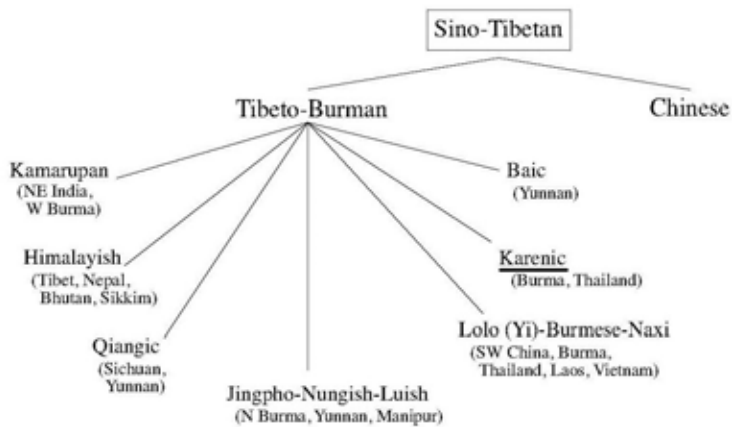 Sino-Tibetan
Tibeto-Burman
Chinese
Kamarupan
(NE India,
W Burma)
Baic
(Yunnan)
Himalayish
(Tibet, Nepal,
Bhutan, Sikkim)
Karenic
(Burma, Thailand)
Qiangic
(Sichuan,
Yunnan)
Lolo (Yi)-Burmese-Naxi
(SW China, Burma,
Thailand, Laos, Vietnam)
Jingpho-Nungish-Luish
(N Burma, Yunnan, Manipur)